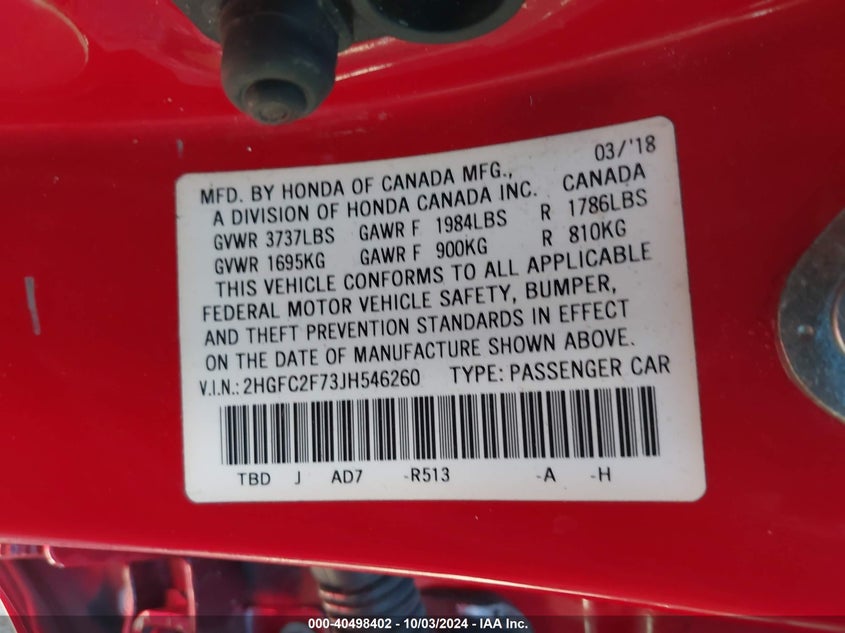 03/'18
MFD. BY HONDA OF CANADA MFG.,
A DIVISION OF HONDA CANADA INC. CANADA
GVWR 3737LBS GAWR F 1984LBS R 1786LBS
GVWR 1695KG GAWR F 900KG R 810KG
THIS VEHICLE CONFORMS TO ALL APPLICABLE
FEDERAL MOTOR VEHICLE SAFETY, BUMPER,
AND THEFT PREVENTION STANDARDS IN EFFECT
ON THE DATE OF MANUFACTURE SHOWN ABOVE.
V.I.N.: 2HGFC2F73JH546260 TYPE: PASSENGER CAR
TBD J AD7 -R513 -A -H
000-40498402 - 10/03/2024 - IAA Inc.